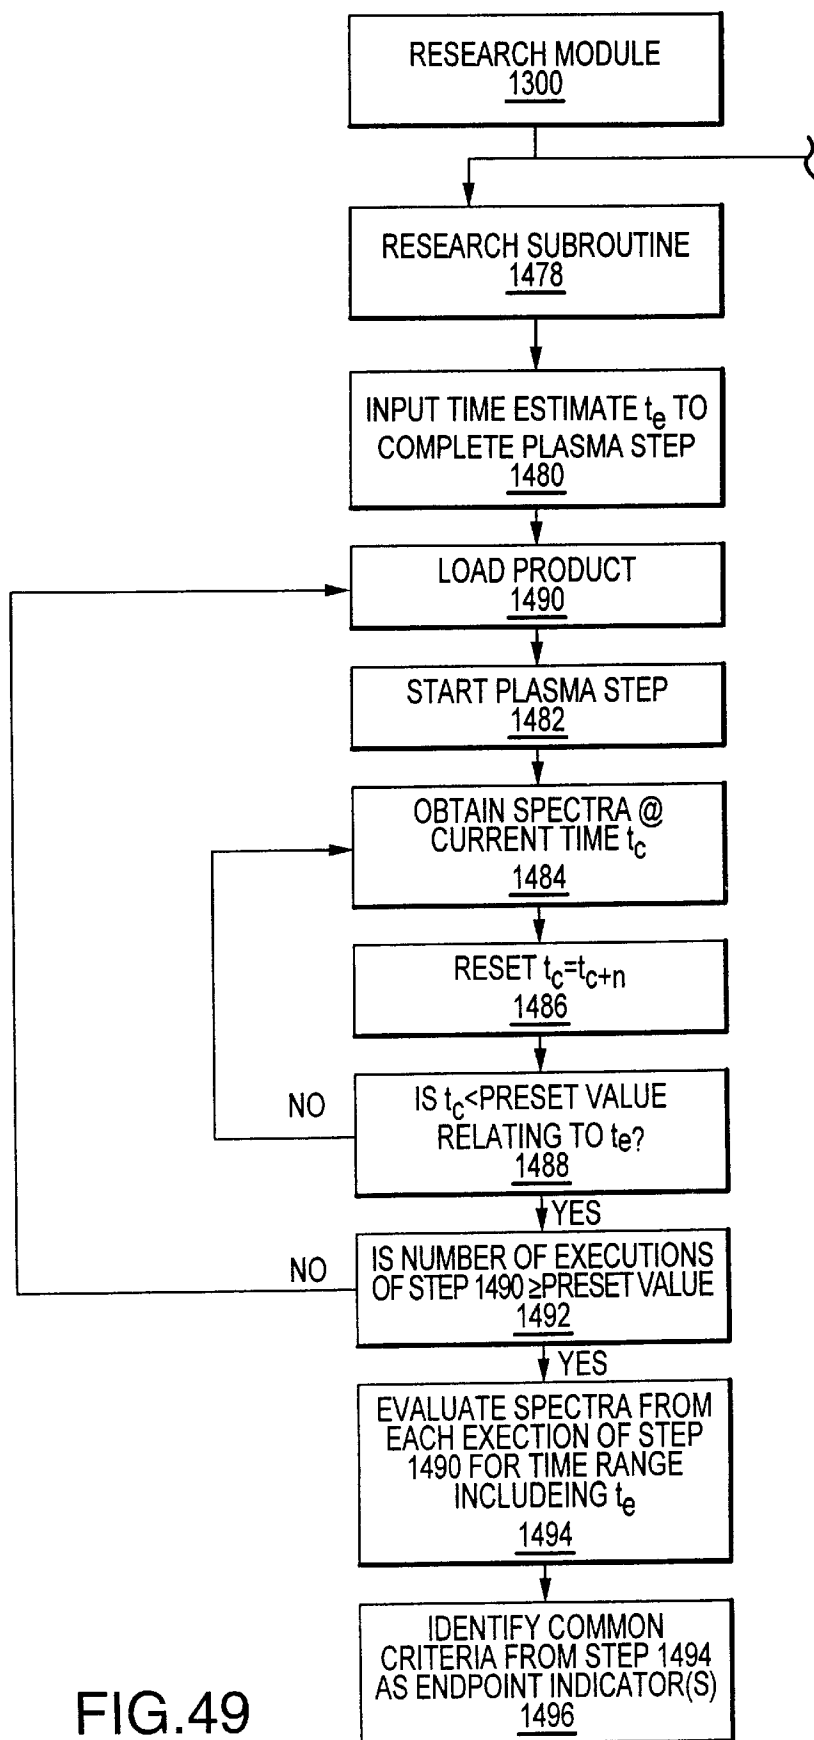 RESEARCH MODULE
1300
RESEARCH SUBROUTINE
1478
INPUT TIME ESTIMATE te TO
COMPLETE PLASMA STEP
1480
LOAD PRODUCT
1490
START PLASMA STEP
1482
OBTAIN SPECTRA @
CURRENT TIME tc
1484
RESET tc=tc+n
1486
IS tc<PRESET VALUE
RELATING TO te?
1488
NO
YES
IS NUMBER OF EXECUTIONS
OF STEP 1490 ≥PRESET VALUE
1492
NO
YES
EVALUATE SPECTRA FROM
EACH EXECTION OF STEP
1490 FOR TIME RANGE
INCLUDEING te
1494
IDENTIFY COMMON
CRITERIA FROM STEP 1494
AS ENDPOINT INDICATOR(S)
1496
FIG.49